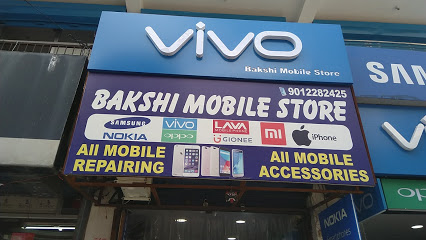 vivo
Bakshi Mobile Store
SAM
9012282425
BAKSHI MOBILE STORE
SAMSUNG
NOKIA
vivo
oppo
LAVA
GIONEE
mi
iPhone
vi
All MOBILE
REPAIRING
All MOBILE
ACCESSORIES
NOKIA
oppo